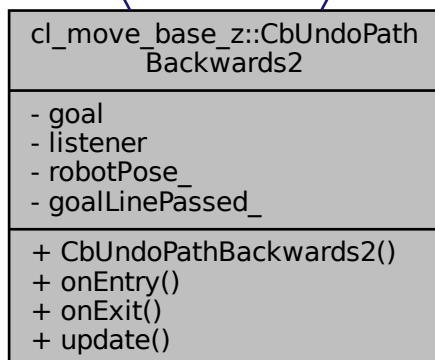 cl_move_base_z::CbUndoPath
Backwards2
- goal
- listener
- robotPose_
- goalLinePassed_
+ CbUndoPathBackwards2()
+ onEntry()
+ onExit()
+ update()